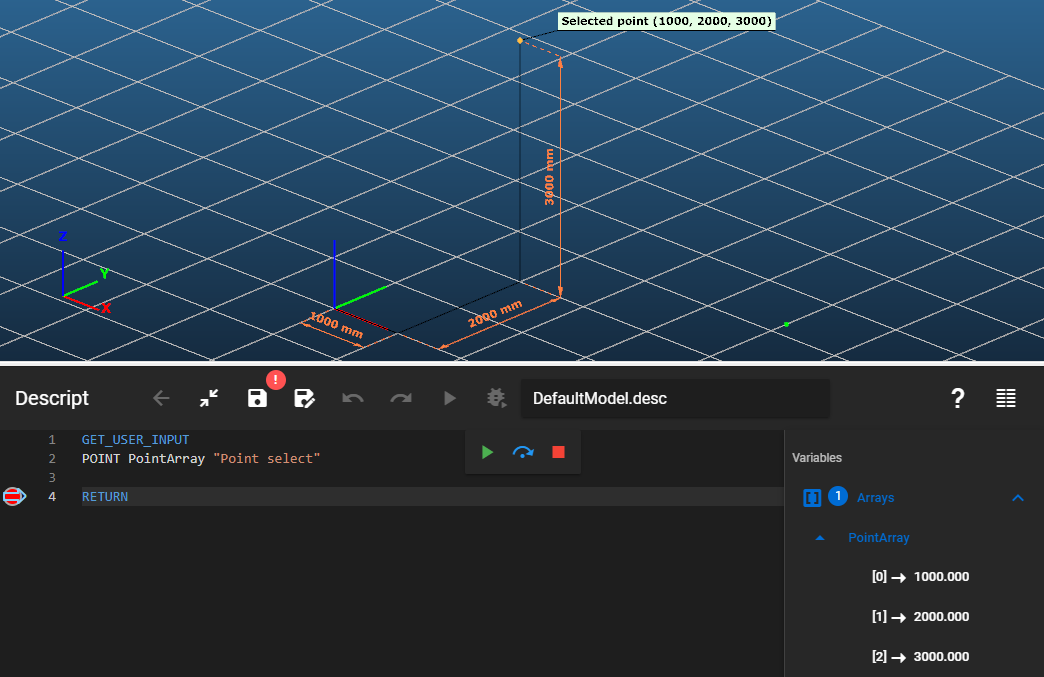 Selected point (1000, 2000, 3000)
3000 mm
Z
Y
X
1000 mm
2000 mm
Descript
!
DefaultModel.desc
?
1 GET_USER_INPUT
2 POINT PointArray "Point select"
3
4 RETURN
Variables
[] 1 Arrays
PointArray
[0] → 1000.000
[1] → 2000.000
[2] → 3000.000